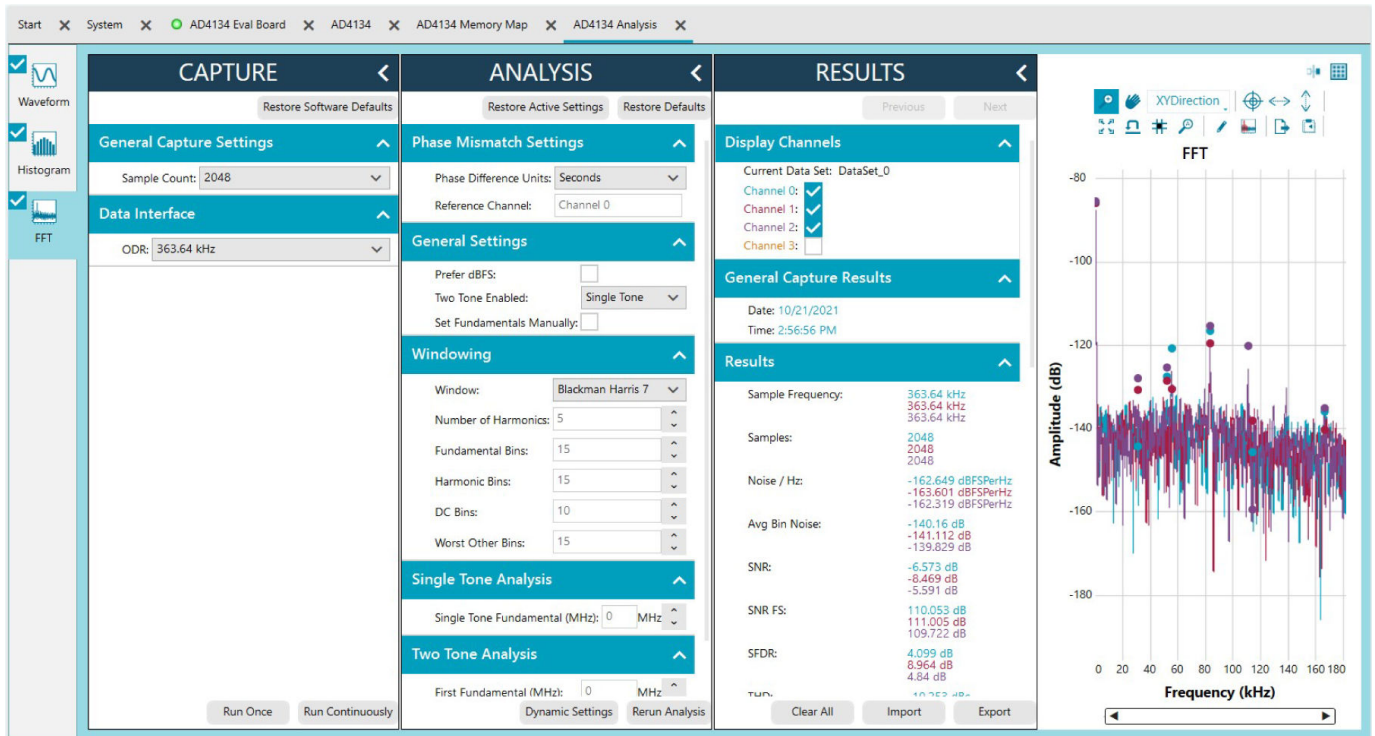 Start System AD4134 Eval Board AD4134 AD4134 Memory Map AD4134 Analysis
Waveform
Histogram
FFT
CAPTURE
Restore Software Defaults
General Capture Settings
Sample Count: 2048
Data Interface
ODR: 363.64 kHz
Run Once Run Continuously
ANALYSIS
Restore Active Settings Restore Defaults
Phase Mismatch Settings
Phase Difference Units: Seconds
Reference Channel: Channel 0
General Settings
Prefer dBFS:
Two Tone Enabled: Single Tone
Set Fundamentals Manually:
Windowing
Window: Blackman Harris 7
Number of Harmonics: 5
Fundamental Bins: 15
Harmonic Bins: 15
DC Bins: 10
Worst Other Bins: 15
Single Tone Analysis
Single Tone Fundamental (MHz): 0 MHz
Two Tone Analysis
First Fundamental (MHz): 0 MHz
Dynamic Settings Rerun Analysis
RESULTS
Previous Next
Display Channels
Current Data Set: DataSet_0
Channel 0:
Channel 1:
Channel 2:
Channel 3:
General Capture Results
Date: 10/21/2021
Time: 2:56:56 PM
Results
Sample Frequency: 363.64 kHz
363.64 kHz
363.64 kHz
Samples: 2048
2048
2048
Noise / Hz: -162.649 dBFSPerHz
-163.601 dBFSPerHz
-162.319 dBFSPerHz
Avg Bin Noise: -140.16 dB
-141.112 dB
-139.829 dB
SNR: -6.573 dB
-8.469 dB
-5.591 dB
SNR FS: 110.053 dB
111.005 dB
109.722 dB
SFDR: 4.099 dB
8.964 dB
4.84 dB
THD: -10.253 dBc
Clear All Import Export
XYDirection
FFT
-80
-100
-120
-140
-160
-180
Amplitude (dB)
0 20 40 60 80 100 120 140 160 180
Frequency (kHz)